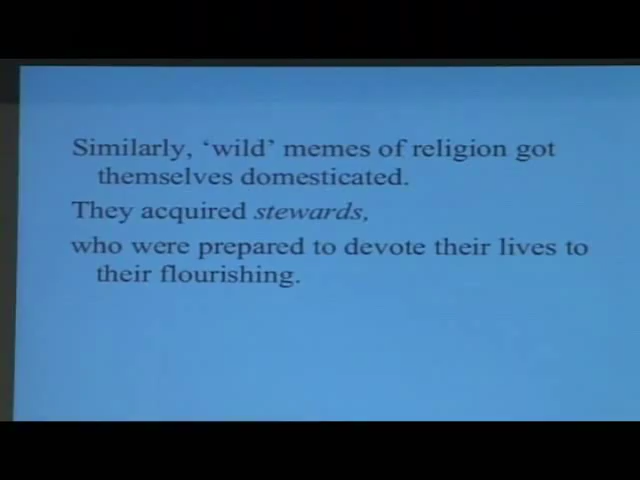 Similarly, ‘wild’ memes of religion got
themselves domesticated.
They acquired stewards,
who were prepared to devote their lives to
their flourishing.